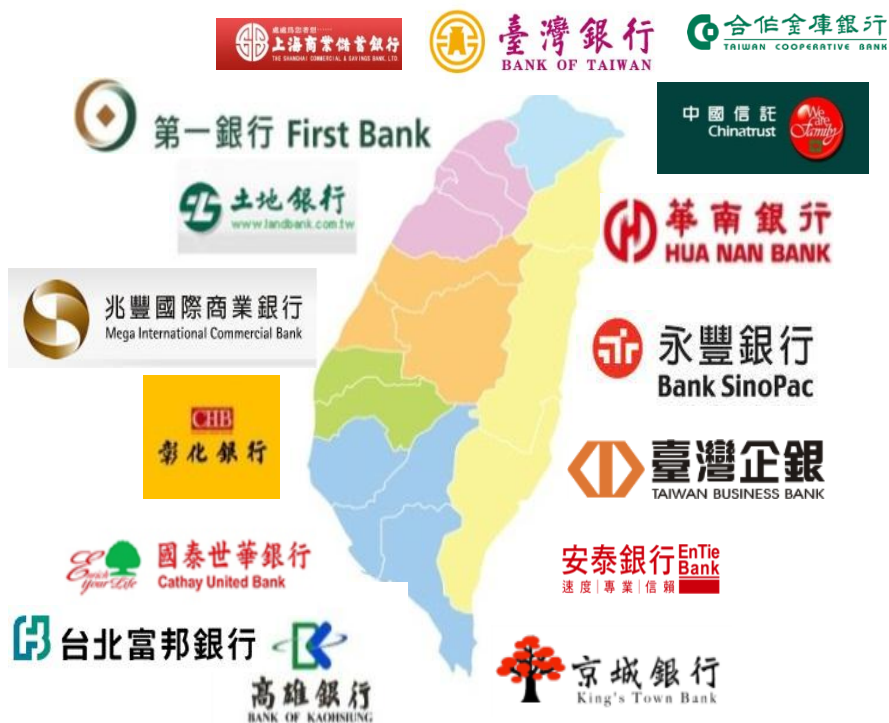 上海商業儲蓄銀行
THE SHANGHAI COMMERCIAL & SAVINGS BANK, LTD.
臺灣銀行
BANK OF TAIWAN
合作金庫銀行
TAIWAN COOPERATIVE BANK
第一銀行 First Bank
中國信託
Chinatrust
We are Family
土地銀行
www.landbank.com.tw
華南銀行
HUA NAN BANK
兆豐國際商業銀行
Mega International Commercial Bank
永豐銀行
Bank SinoPac
CHB
彰化銀行
臺灣企銀
TAIWAN BUSINESS BANK
Enrich Your Life
國泰世華銀行
Cathay United Bank
安泰銀行 EnTie Bank
速度|專業|信賴
台北富邦銀行
高雄銀行
BANK OF KAOHSIUNG
京城銀行
King's Town Bank